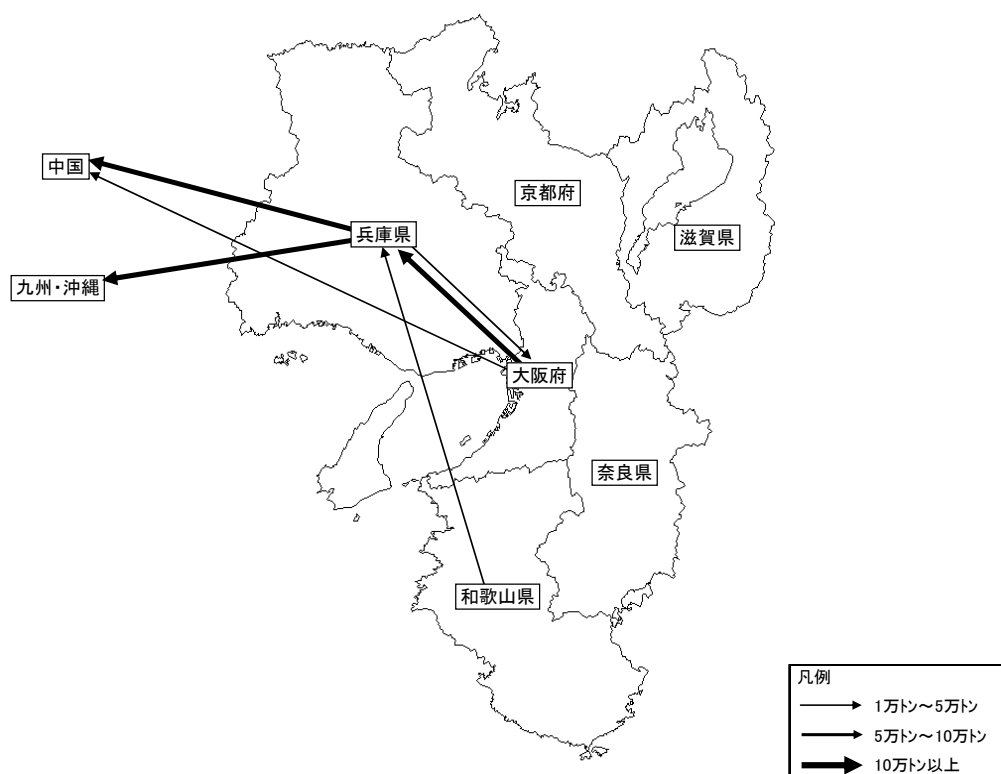 中国
京都府
兵庫県
滋賀県
九州・沖縄
大阪府
奈良県
和歌山県
凡例
1万トン～5万トン
5万トン～10万トン
10万トン以上